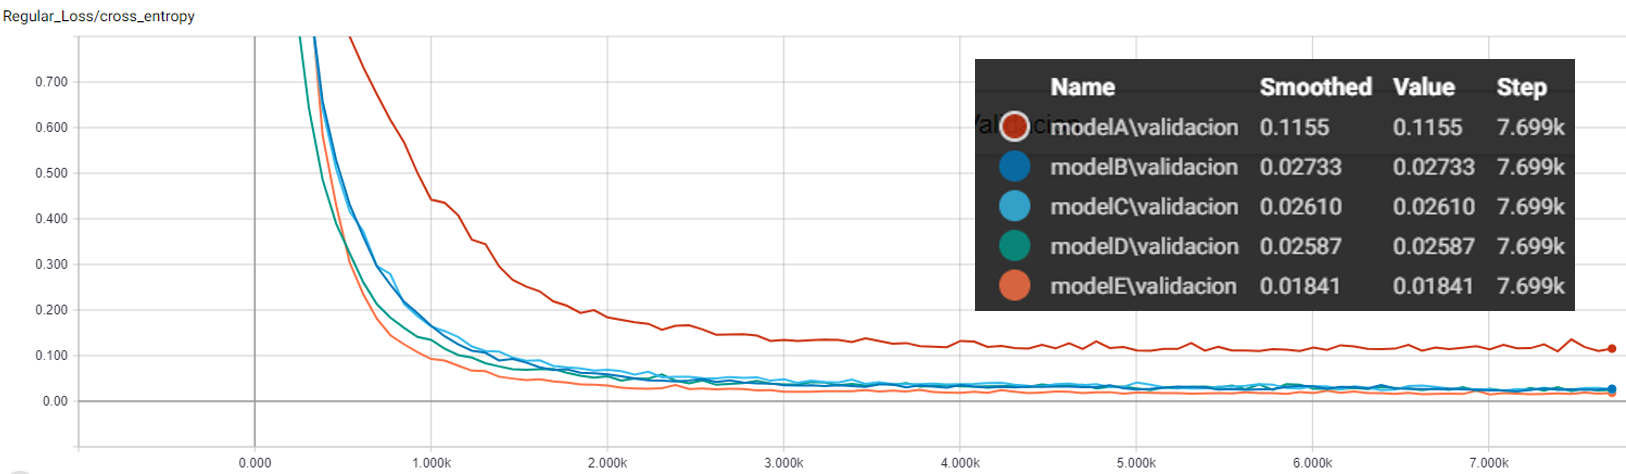 Regular_Loss/cross_entropy
0.700
0.600
0.500
0.400
0.300
0.200
0.100
0.00
0.000 1.000k 2.000k 3.000k 4.000k 5.000k 6.000k 7.000k
Name Smoothed Value Step
modelA\validacion 0.1155 0.1155 7.699k
modelB\validacion 0.02733 0.02733 7.699k
modelC\validacion 0.02610 0.02610 7.699k
modelD\validacion 0.02587 0.02587 7.699k
modelE\validacion 0.01841 0.01841 7.699k